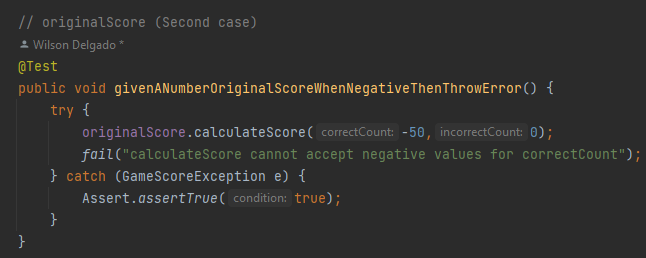 // originalScore (Second case)
Wilson Delgado *
@Test
public void givenANumberOriginalScoreWhenNegativeThenThrowError() {
try {
originalScore.calculateScore( correctCount: -50, incorrectCount: 0);
fail("calculateScore cannot accept negative values for correctCount");
} catch (GameScoreException e) {
Assert.assertTrue( condition: true);
}
}